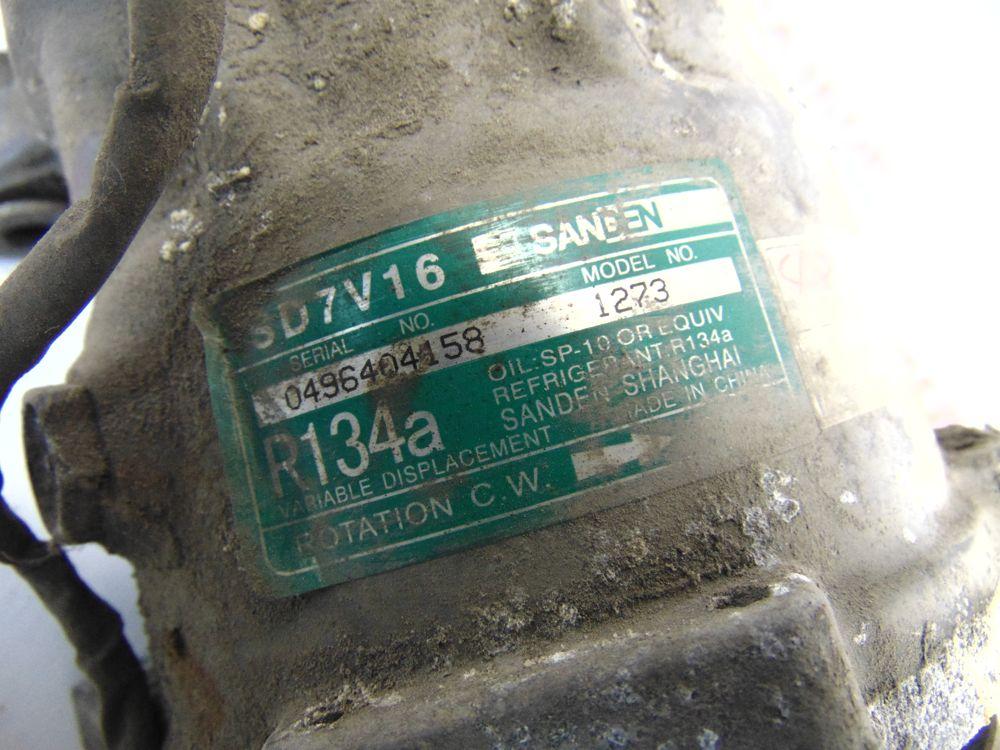 SD7V16 SANDEN
SERIAL NO. MODEL NO.
0496404158 1273
R134a
OIL:SP-10 OR EQUIV
REFRIGERANT:R134a
SANDEN SHANGHAI
VARIABLE DISPLACEMENT MADE IN CHINA
ROTATION C.W.